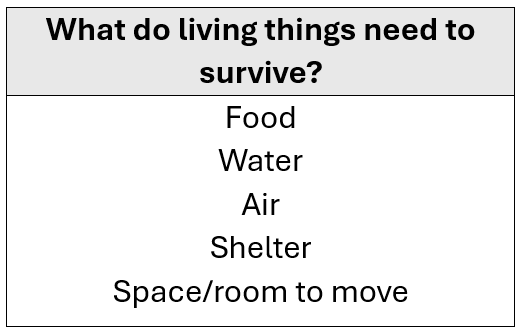 What do living things need to
survive?
Food
Water
Air
Shelter
Space/room to move